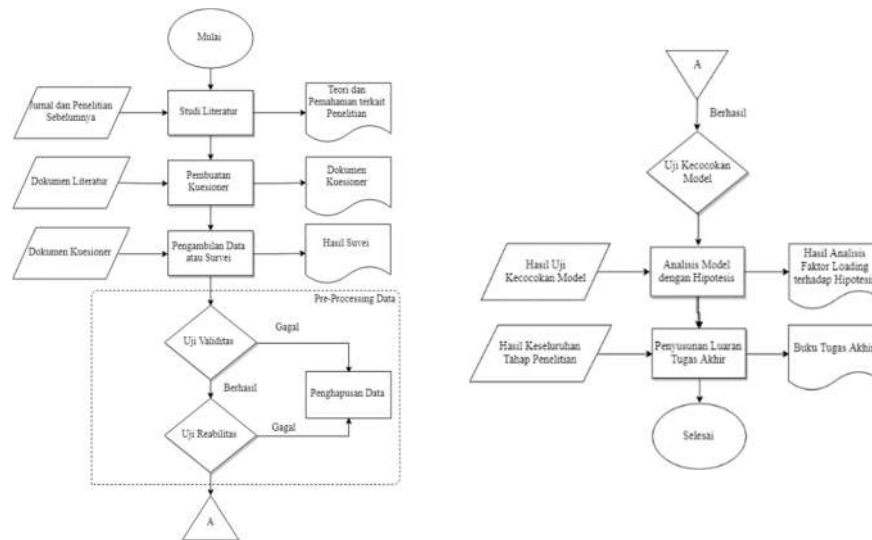 Mulai
Jurnal dan Penelitian
Sebelumnya
Studi Literatur
Teori dan
Pemahaman terkait
Penelitian
Dokumen Literatur
Pembuatan
Kuesioner
Dokumen
Kuesioner
Dokumen Kuesioner
Pengambilan Data
atau Survei
Hasil Suvei
Pre-Processing Data
Uji Validitas
Gagal
Berhasil
Penghapusan Data
Uji Reabilitas
Gagal
A
A
Berhasil
Uji Kecocokan
Model
Hasil Uji
Kecocokan Model
Analisis Model
dengan Hipotesis
Hasil Analisis
Faktor Loading
terhadap Hipotesis
Hasil Keseluruhan
Tahap Penelitian
Penyusunan Luaran
Tugas Akhir
Buku Tugas Akhir
Selesai